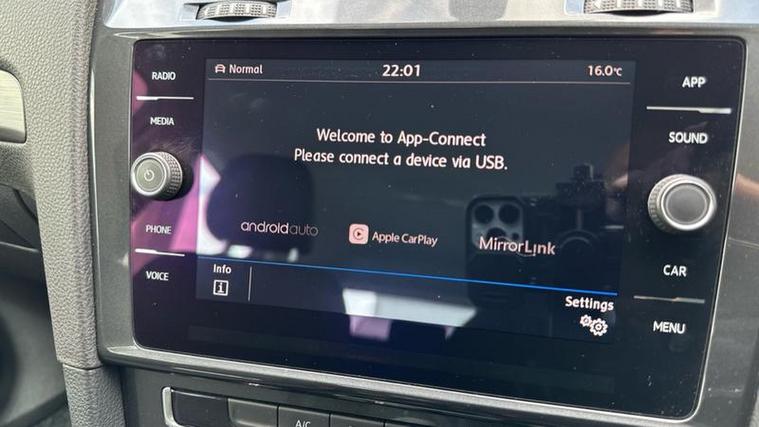 RADIO
MEDIA
PHONE
VOICE
Normal
22:01
16.0°C
Welcome to App-Connect
Please connect a device via USB.
androidauto
Apple CarPlay
MirrorLink
Info
i
Settings
APP
SOUND
CAR
MENU
A/C